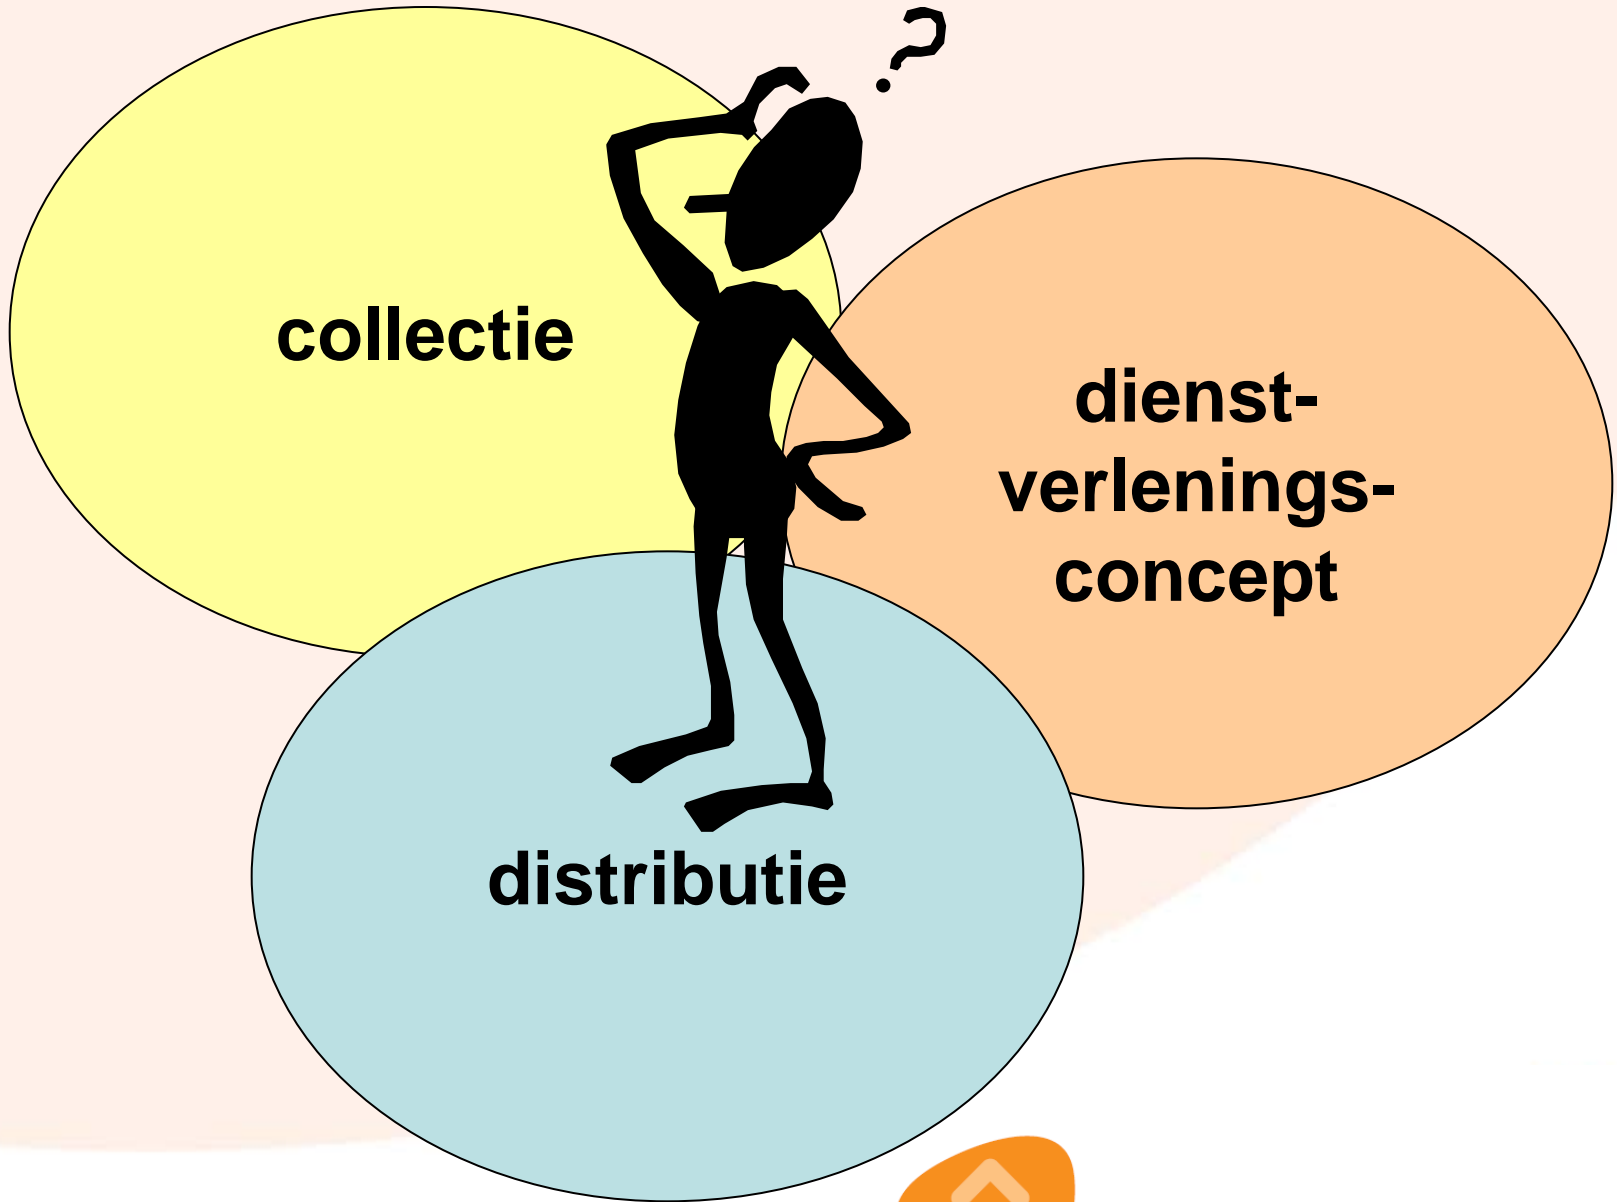 ?
collectie
dienst-
verlenings-
concept
distributie